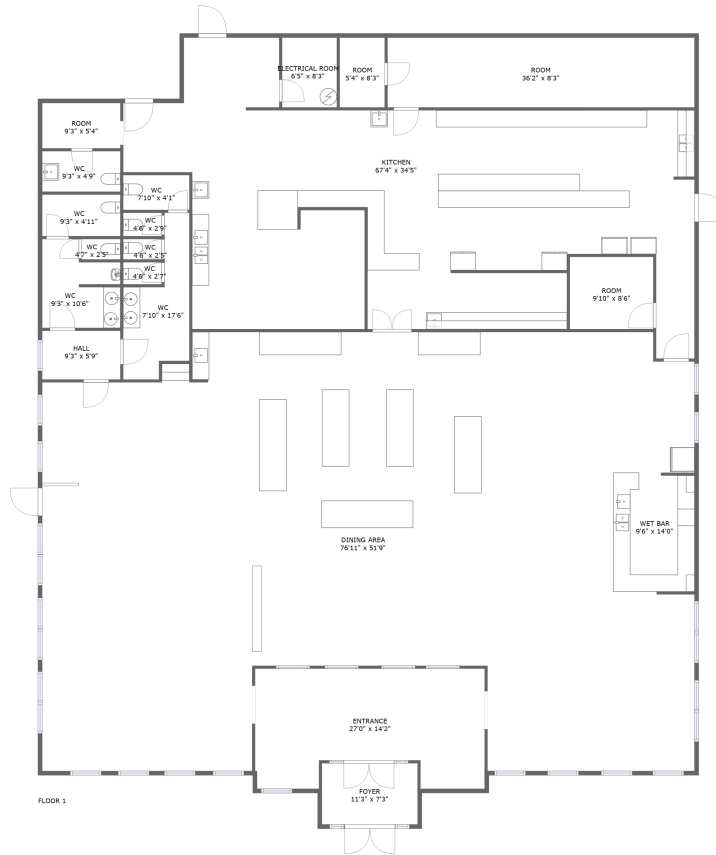 ELECTRICAL ROOM
6'5" x 8'3"
ROOM
5'4" x 8'3"
ROOM
36'2" x 8'3"
ROOM
9'3" x 5'4"
KITCHEN
67'4" x 34'5"
WC
9'3" x 4'9"
WC
7'10" x 4'1"
WC
9'3" x 4'11"
WC
4'6" x 2'9"
WC
4'7" x 2'5"
WC
4'6" x 2'5"
WC
4'6" x 2'7"
WC
9'3" x 10'6"
WC
7'10" x 17'6"
ROOM
9'10" x 8'6"
HALL
9'3" x 5'9"
WET BAR
9'6" x 14'0"
DINING AREA
76'11" x 51'9"
ENTRANCE
27'0" x 14'2"
FOYER
11'3" x 7'3"
FLOOR 1